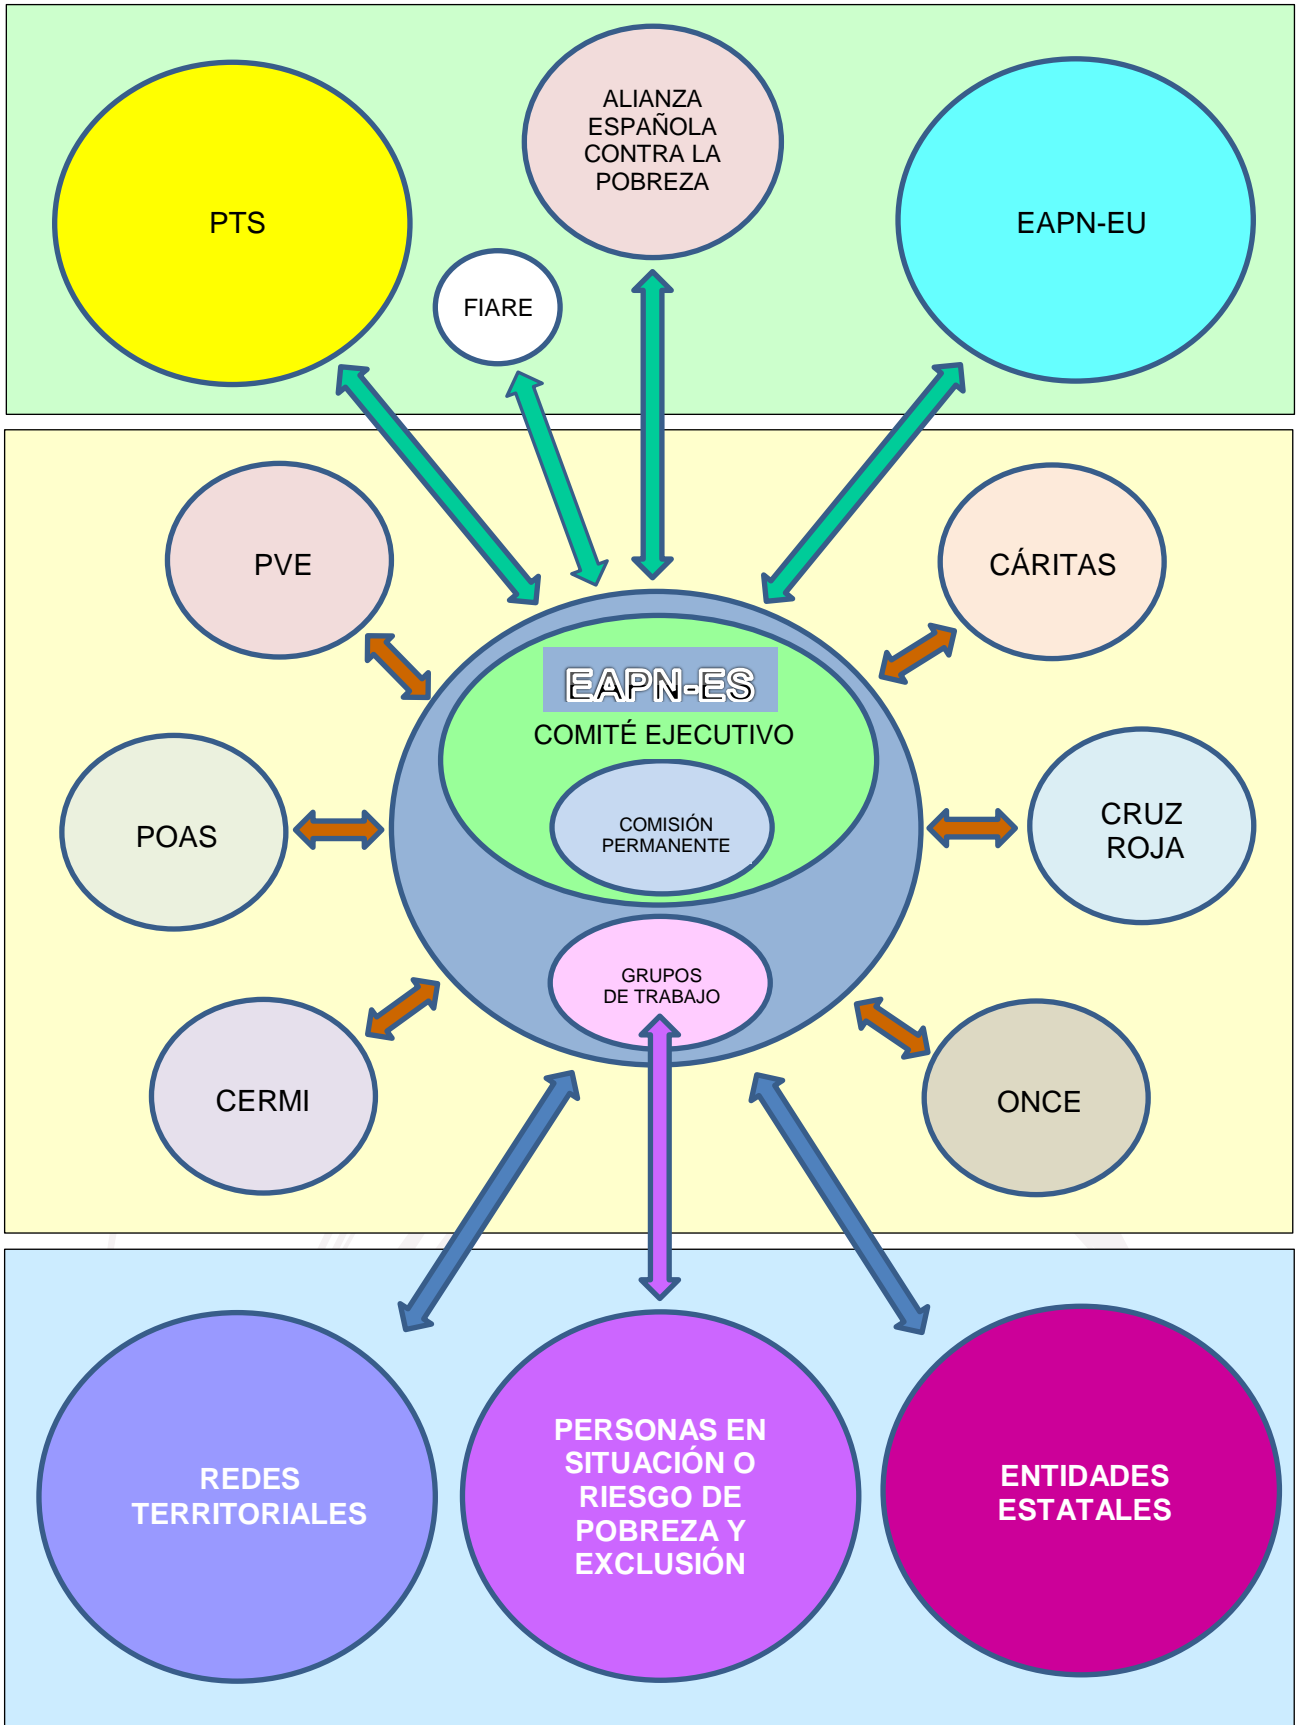 ALIANZA
ESPAÑOLA
CONTRA LA
POBREZA
PTS
EAPN-EU
FIARE
PVE
CÁRITAS
EAPN-ES
COMITÉ EJECUTIVO
COMISIÓN
PERMANENTE
POAS
CRUZ
ROJA
GRUPOS
DE TRABAJO
CERMI
ONCE
REDES
TERRITORIALES
PERSONAS EN
SITUACIÓN O
RIESGO DE
POBREZA Y
EXCLUSIÓN
ENTIDADES
ESTATALES